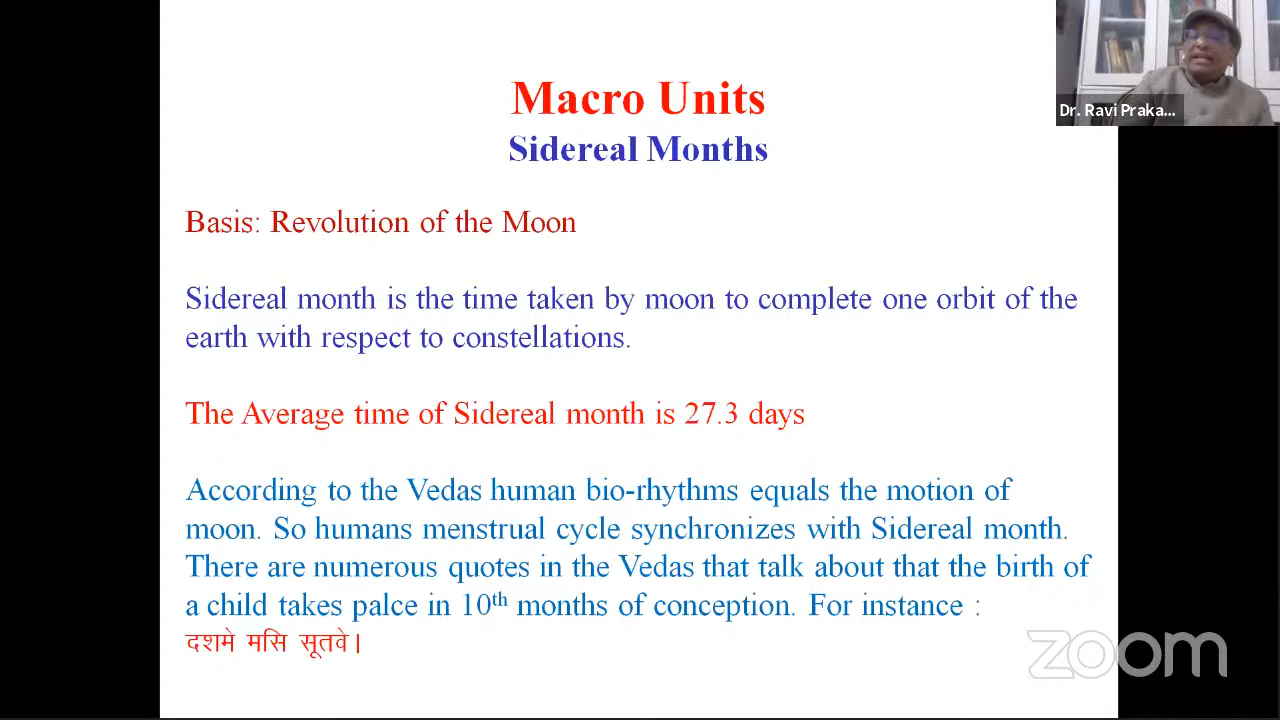 Macro Units
Sidereal Months
Dr. Ravi Praka...
Basis: Revolution of the Moon
Sidereal month is the time taken by moon to complete one orbit of the
earth with respect to constellations.
The Average time of Sidereal month is 27.3 days
According to the Vedas human bio-rhythms equals the motion of
moon. So humans menstrual cycle synchronizes with Sidereal month.
There are numerous quotes in the Vedas that talk about that the birth of
a child takes palce in 10th months of conception. For instance :
दशमे मसि सूतवे।
zoom